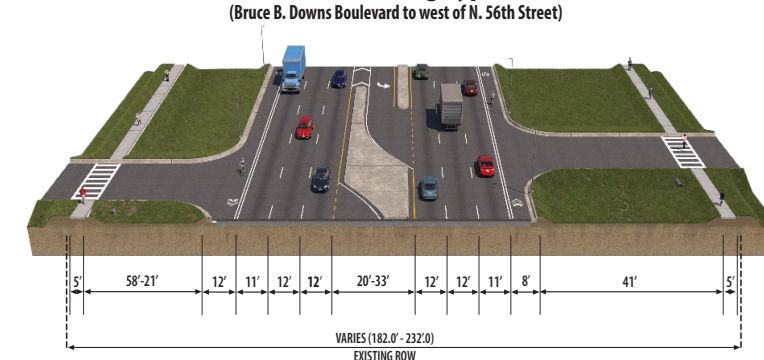 (Bruce B. Downs Boulevard to west of N. 56th Street)
5' 58'-21' 12' 11' 12' 12' 20'-33' 12' 12' 11' 8' 41' 5'
VARIES (182.0' - 232'.0)
EXISTING ROW